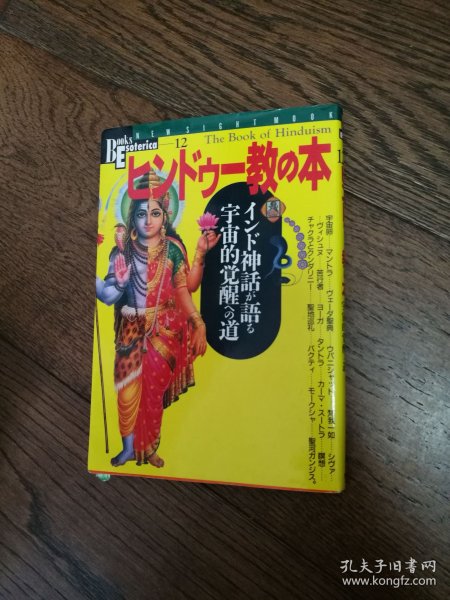 NEWSIGHT MOOK
Books
Esoterica
12
The Book of Hinduism
ヒンドゥー教の本
インド神話が語る
宇宙的覚醒への道
宇宙卵……マントラ……ヴェーダ聖典
ウパニシャッド
一如……シヴァ……
ヴィシュヌ……苦行者……ヨーガ……タントラ……カーマ・スートラ……瞑想……
チャクラとクンダリニー……聖地巡礼……バクティ……モークシャ……聖河ガンジス。
孔夫子旧书网
www.kongfz.com